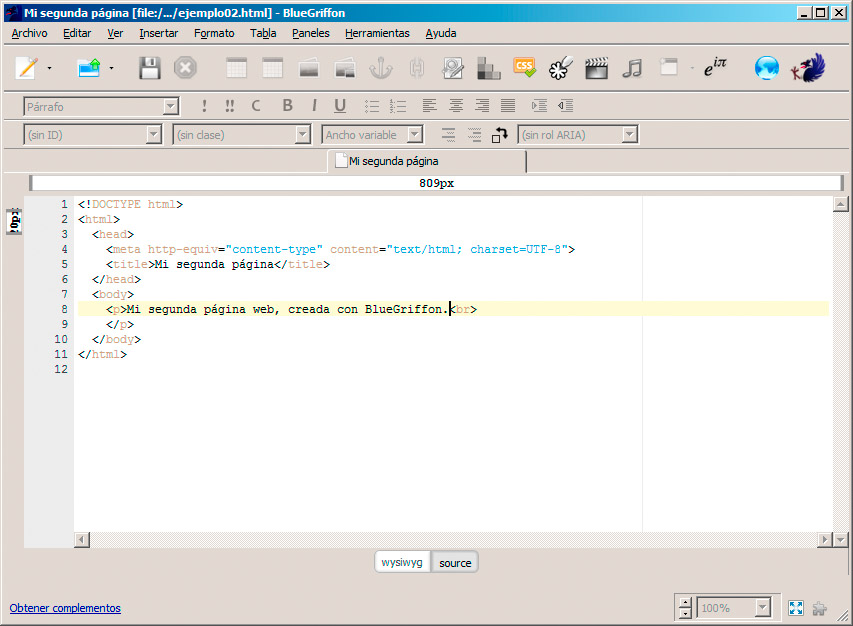 Mi segunda página [file:/.../ejemplo02.html] - BlueGriffon
Archivo Editar Ver Insertar Formato Tabla Paneles Herramientas Ayuda
CSS eiπ
Párrafo ! !! C B I U
(sin ID) (sin clase) Ancho variable (sin rol ARIA)
Mi segunda página
809px
1 <!DOCTYPE html>
2 <html>
3 <head>
4 <meta http-equiv="content-type" content="text/html; charset=UTF-8">
5 <title>Mi segunda página</title>
6 </head>
7 <body>
8 <p>Mi segunda página web, creada con BlueGriffon.<br>
9 </p>
10 </body>
11 </html>
12
wysiwyg source
Obtener complementos 100%